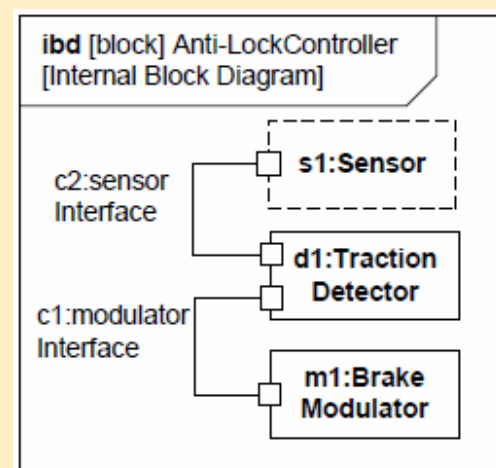 ibd [block] Anti-LockController
[Internal Block Diagram]
s1:Sensor
c2:sensor
Interface
d1:Traction
Detector
c1:modulator
Interface
m1:Brake
Modulator